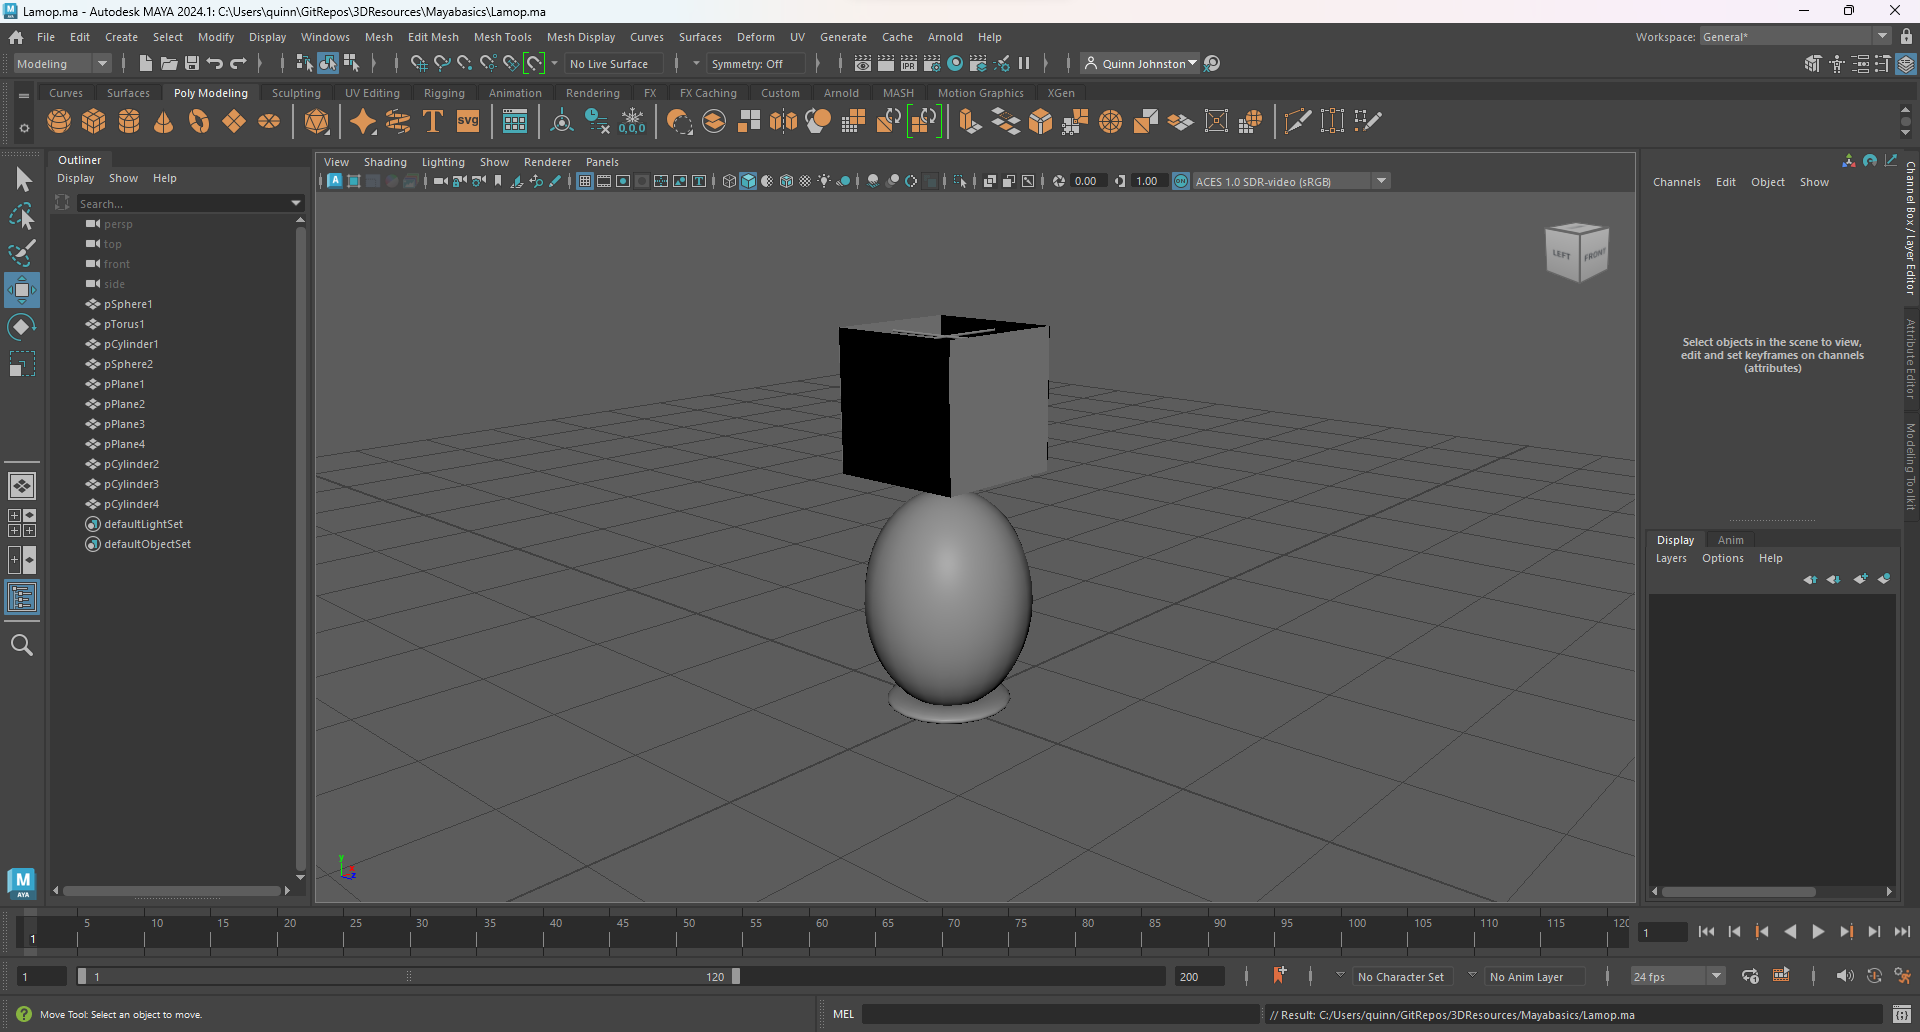 Lamop.ma - Autodesk MAYA 2024.1: C:\Users\quinn\GitRepos\3DResources\Mayabasics\Lamop.ma
File Edit Create Select Modify Display Windows Mesh Edit Mesh Mesh Tools Mesh Display Curves Surfaces Deform UV Generate Cache Arnold Help Workspace: General*
Modeling No Live Surface Symmetry: Off IPR Quinn Johnston
Curves Surfaces Poly Modeling Sculpting UV Editing Rigging Animation Rendering FX FX Caching Custom Arnold MASH Motion Graphics XGen
T svg 0,0,0
Outliner
Display Show Help
Search...
persp
top
front
side
pSphere1
pTorus1
pCylinder1
pSphere2
pPlane1
pPlane2
pPlane3
pPlane4
pCylinder2
pCylinder3
pCylinder4
defaultLightSet
defaultObjectSet
View Shading Lighting Show Renderer Panels
0.00 1.00 ON ACES 1.0 SDR-video (sRGB)
LEFT FRONT
y
z
Channels Edit Object Show
Select objects in the scene to view,
edit and set keyframes on channels
(attributes)
Channel Box / Layer Editor
Attribute Editor
Modeling Toolkit
Display Anim
Layers Options Help
M
AYA
5 10 15 20 25 30 35 40 45 50 55 60 65 70 75 80 85 90 95 100 105 110 115 120
1 1
1 1 120 200 No Character Set No Anim Layer 24 fps
Move Tool: Select an object to move. MEL // Result: C:/Users/quinn/GitRepos/3DResources/Mayabasics/Lamop.ma